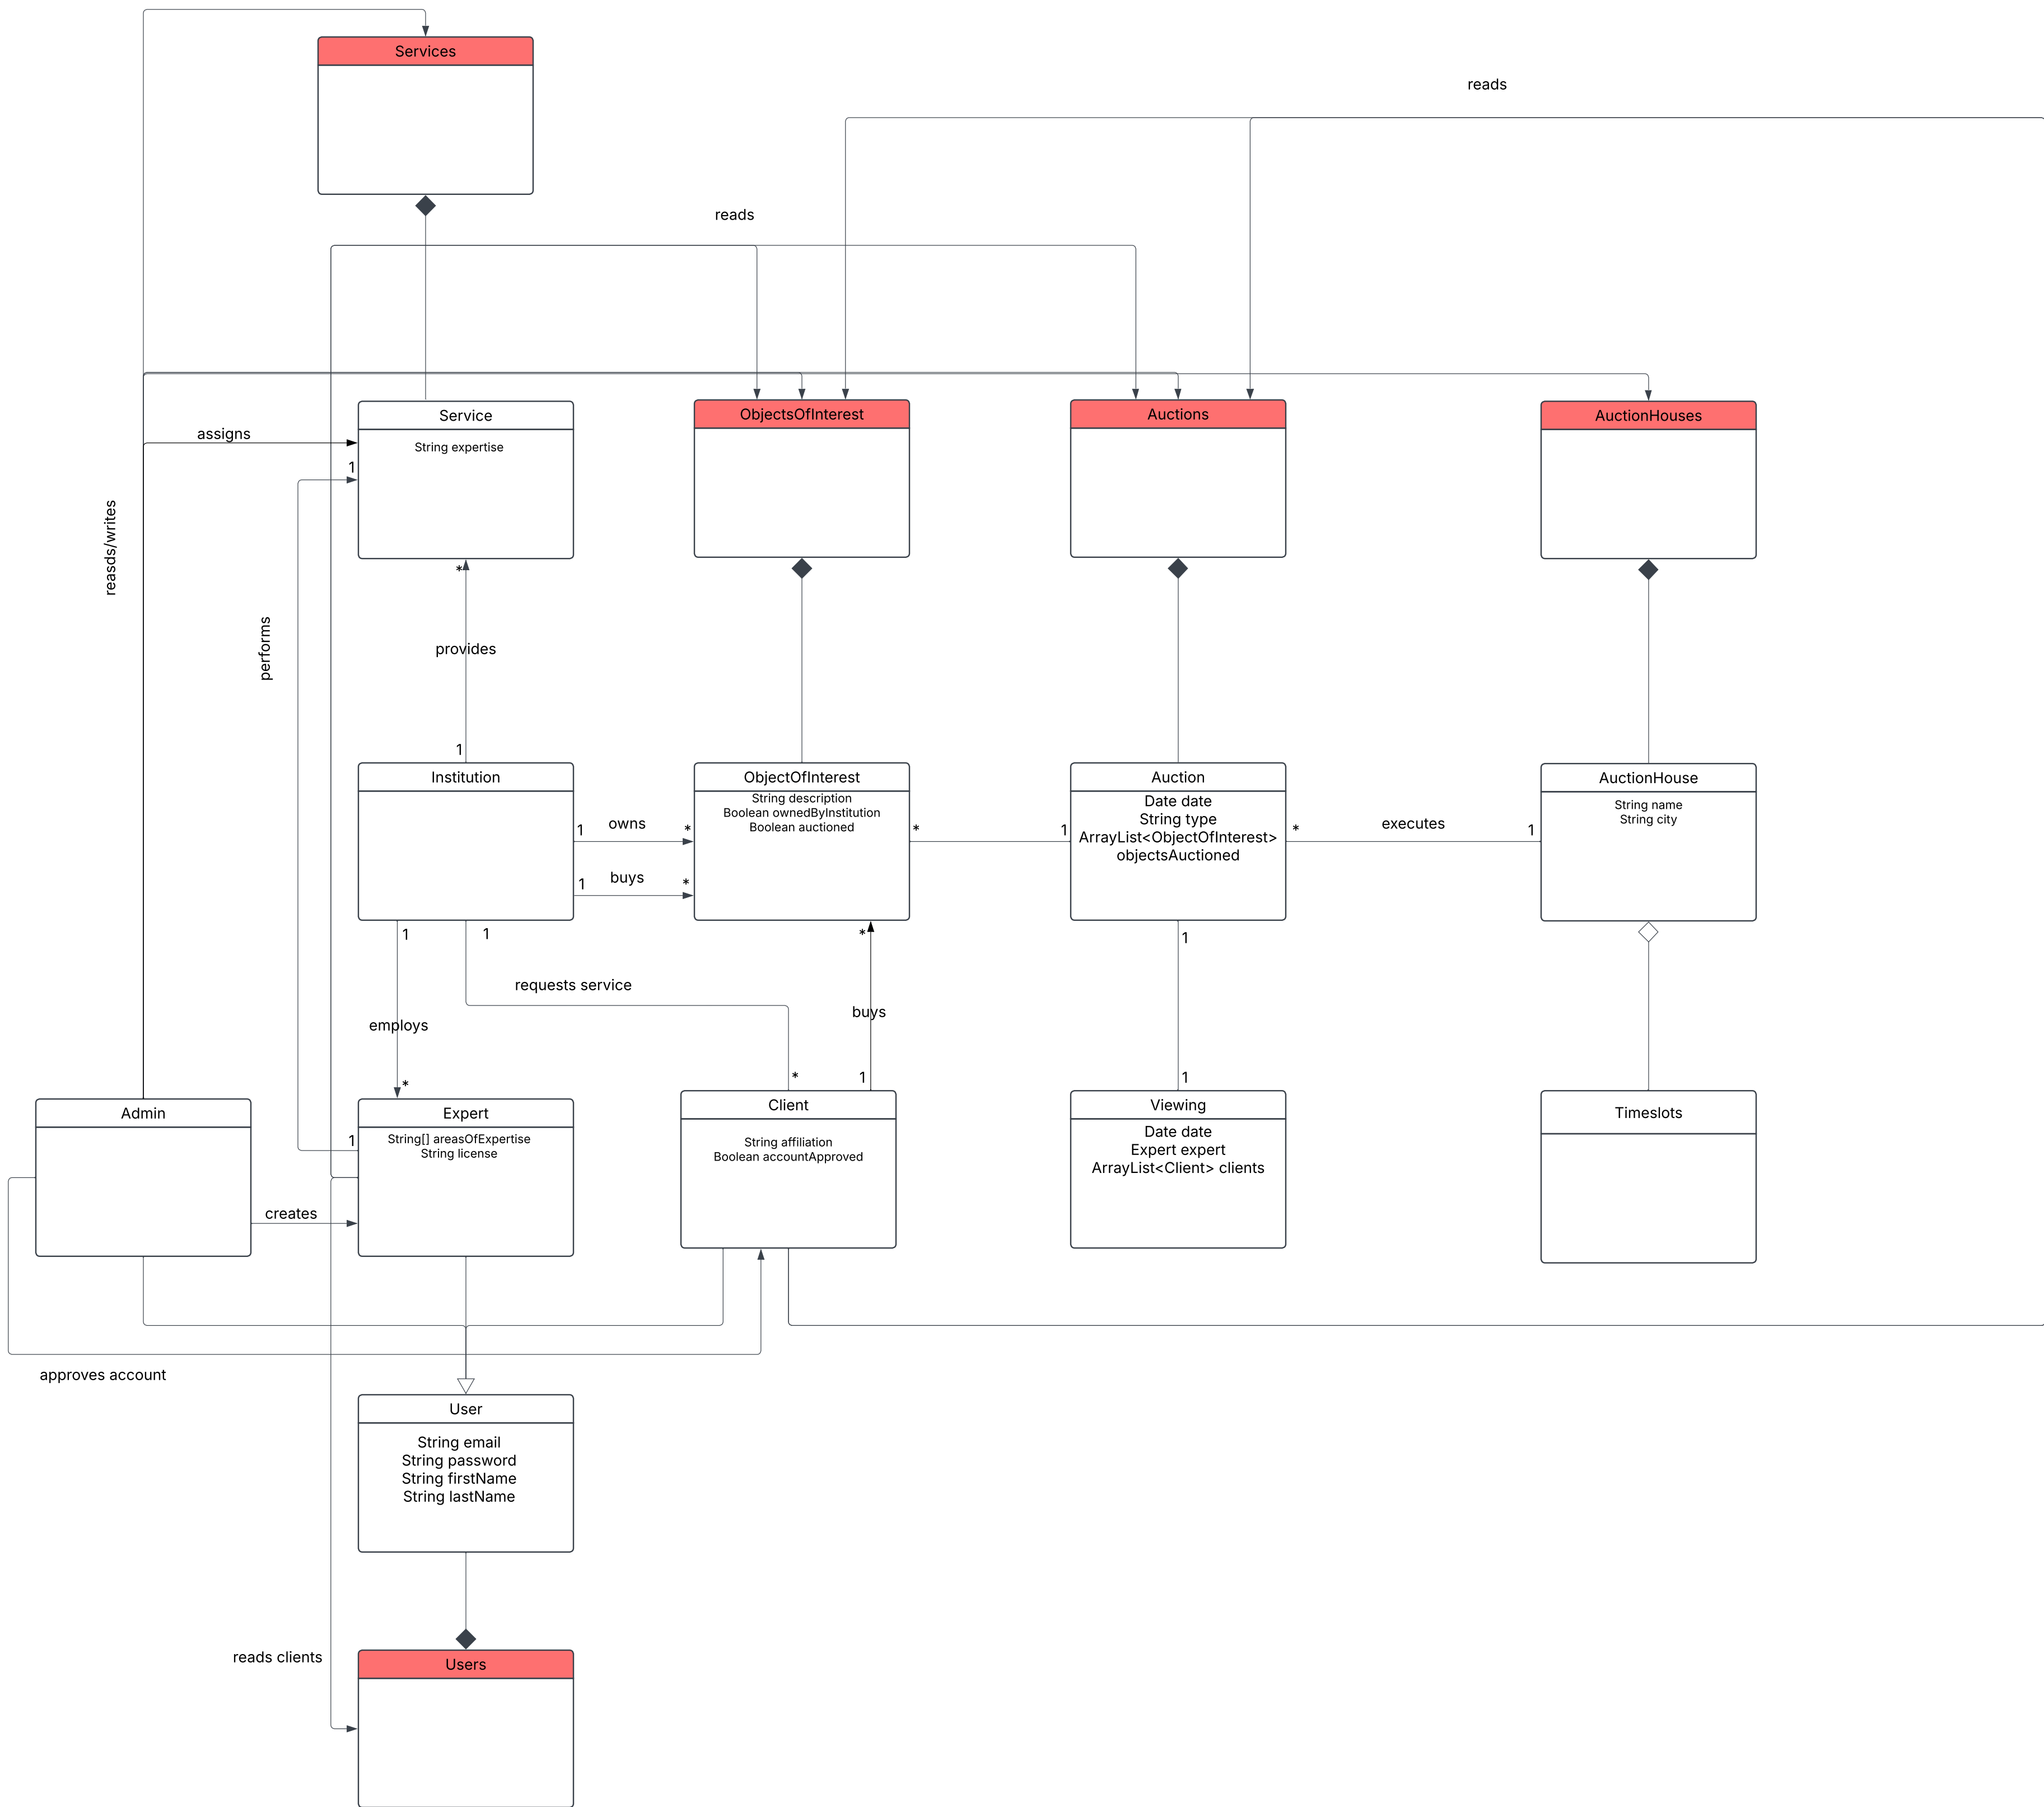 Services
reads
reads
Service
String expertise
ObjectsOfInterest
Auctions
AuctionHouses
assigns
1
reasds/writes
*
performs
provides
1
Institution
ObjectOfInterest
String description
Boolean ownedByInstitution
Boolean auctioned
Auction
Date date
String type
ArrayList<ObjectOfInterest>
objectsAuctioned
AuctionHouse
String name
String city
1
owns
*
*
1
*
executes
1
1
buys
*
1
1
*
1
requests service
buys
employs
*
*
1
1
Admin
Expert
String[] areasOfExpertise
String license
1
Client
String affiliation
Boolean accountApproved
Viewing
Date date
Expert expert
ArrayList<Client> clients
Timeslots
creates
approves account
User
String email
String password
String firstName
String lastName
reads clients
Users